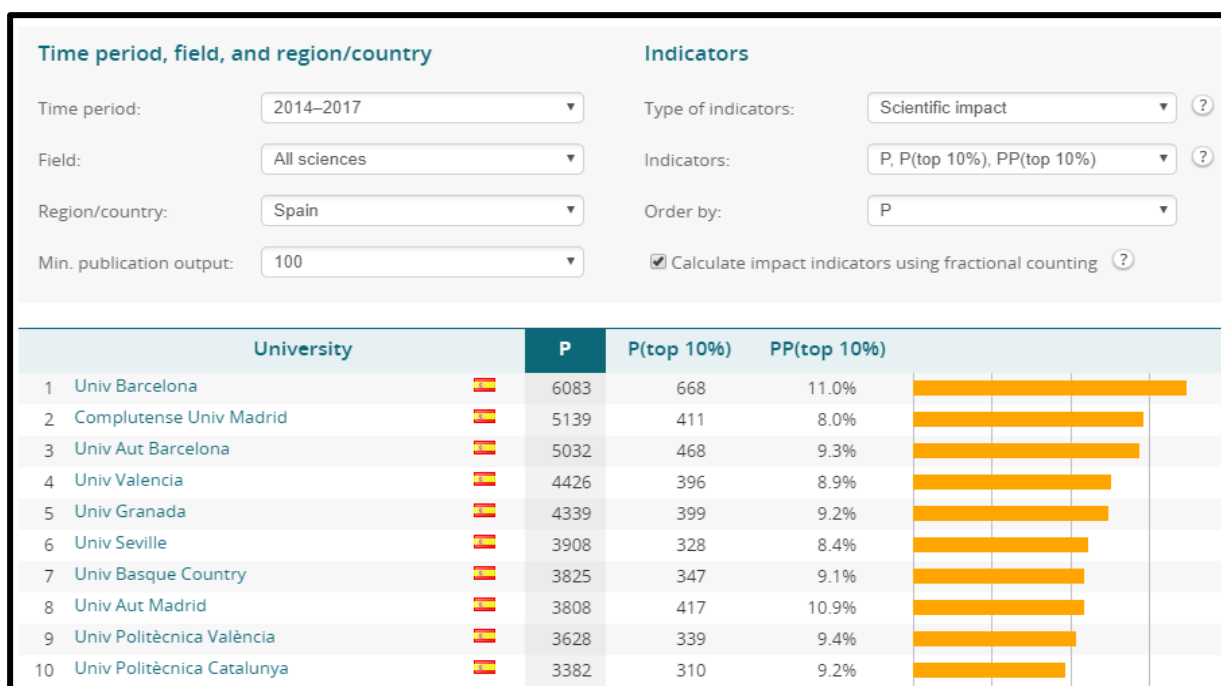 Time period, field, and region/country
Time period: 2014–2017
Field: All sciences
Region/country: Spain
Min. publication output: 100
Indicators
Type of indicators: Scientific impact ?
Indicators: P, P(top 10%), PP(top 10%) ?
Order by: P
Calculate impact indicators using fractional counting ?
University P P(top 10%) PP(top 10%)
1 Univ Barcelona 6083 668 11.0%
2 Complutense Univ Madrid 5139 411 8.0%
3 Univ Aut Barcelona 5032 468 9.3%
4 Univ Valencia 4426 396 8.9%
5 Univ Granada 4339 399 9.2%
6 Univ Seville 3908 328 8.4%
7 Univ Basque Country 3825 347 9.1%
8 Univ Aut Madrid 3808 417 10.9%
9 Univ Politècnica València 3628 339 9.4%
10 Univ Politècnica Catalunya 3382 310 9.2%